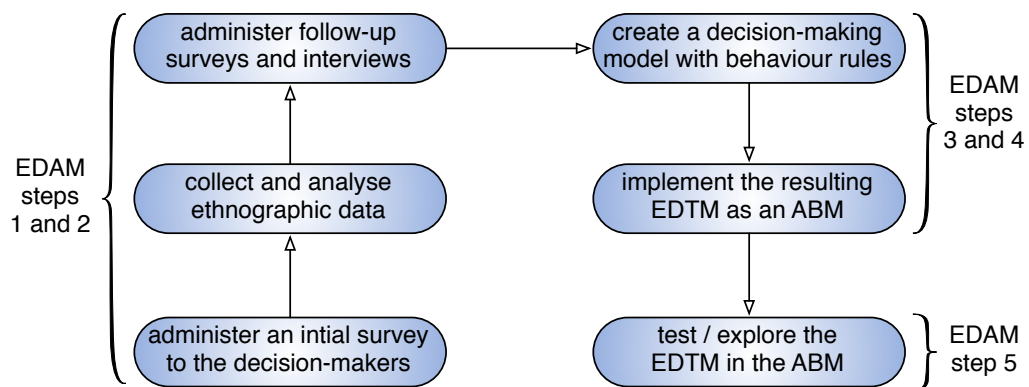 administer follow-up
surveys and interviews
collect and analyse
ethnographic data
administer an intial survey
to the decision-makers
EDAM
steps
1 and 2
create a decision-making
model with behaviour rules
implement the resulting
EDTM as an ABM
test / explore the
EDTM in the ABM
EDAM
steps
3 and 4
EDAM
step 5